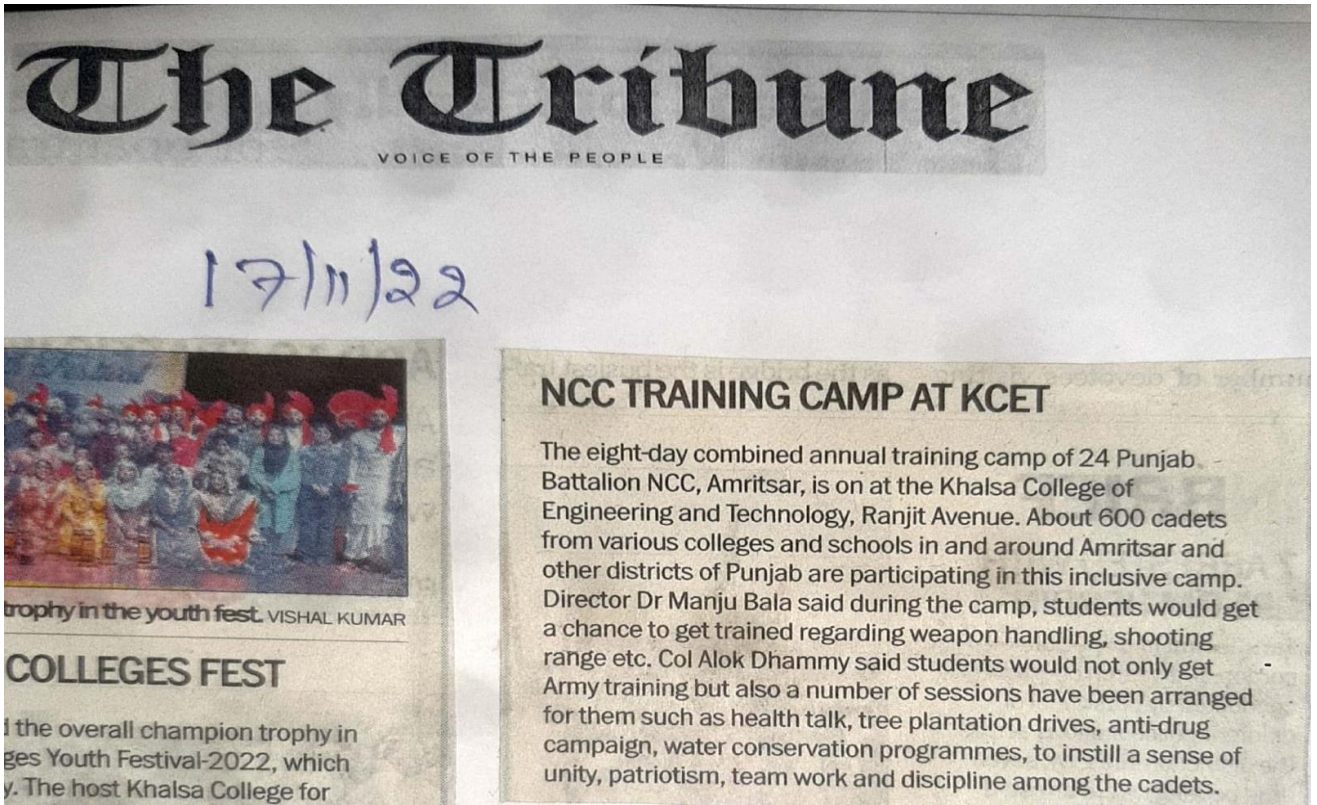 The Tribune
VOICE OF THE PEOPLE
17/11/22
trophy in the youth fest. VISHAL KUMAR
COLLEGES FEST
the overall champion trophy in
ges Youth Festival-2022, which
y. The host Khalsa College for
NCC TRAINING CAMP AT KCET
The eight-day combined annual training camp of 24 Punjab
Battalion NCC, Amritsar, is on at the Khalsa College of
Engineering and Technology, Ranjit Avenue. About 600 cadets
from various colleges and schools in and around Amritsar and
other districts of Punjab are participating in this inclusive camp.
Director Dr Manju Bala said during the camp, students would get
a chance to get trained regarding weapon handling, shooting
range etc. Col Alok Dhammy said students would not only get
Army training but also a number of sessions have been arranged
for them such as health talk, tree plantation drives, anti-drug
campaign, water conservation programmes, to instill a sense of
unity, patriotism, team work and discipline among the cadets.